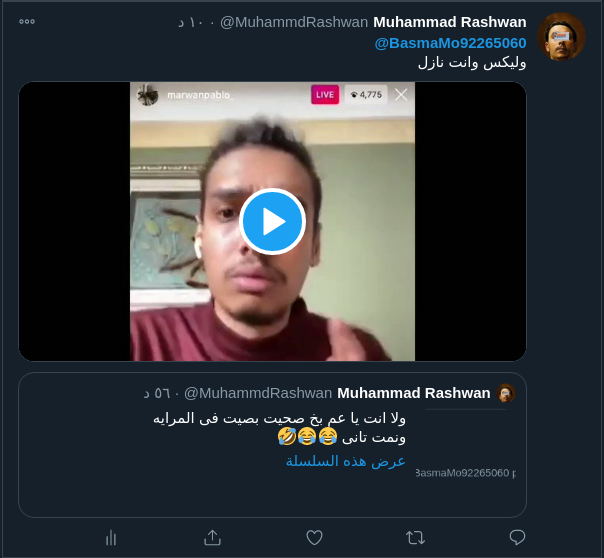 Muhammad Rashwan @MuhammdRashwan · ١٠ د
@BasmaMo92265060
وليكس وانت نازل
marwanpablo_ LIVE 4,775
Muhammad Rashwan @MuhammdRashwan · ٥٦ د
ولا انت يا عم بخ صحيت بصيت فى المرايه
ونمت تانى 😂😂🤣
عرض هذه السلسلة
BasmaMo92265060